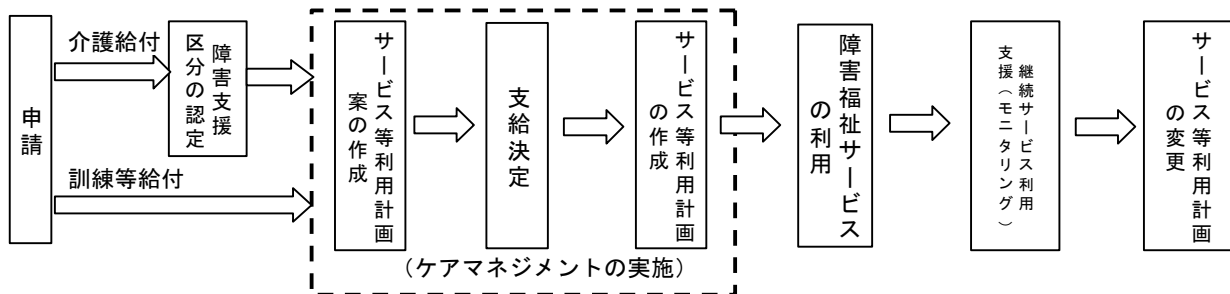 申請
介護給付
訓練等給付
障害支援
区分の認定
サービス等利用計画
案の作成
支給決定
サービス等利用計画
の作成
（ケアマネジメントの実施）
障害福祉サービス
の利用
継続サービス利用
支援（モニタリング）
サービス等利用計画
の変更